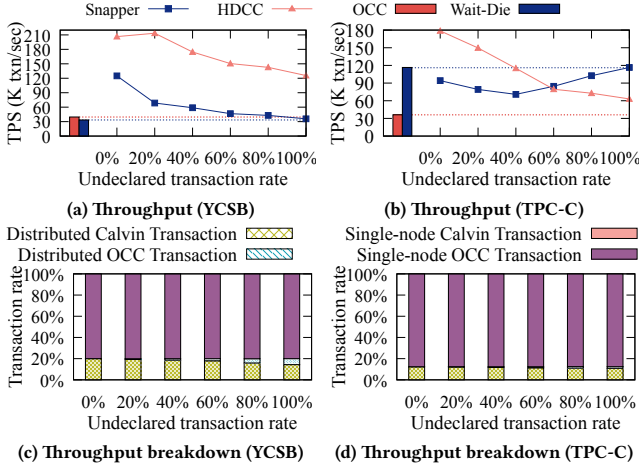 Snapper HDCC OCC Wait-Die
TPS (K txn/sec)
210
180
150
120
90
60
30
0
0% 20% 40% 60% 80% 100%
Undeclared transaction rate
(a) Throughput (YCSB)
TPS (K txn/sec)
180
150
120
90
60
30
0
0% 20% 40% 60% 80% 100%
Undeclared transaction rate
(b) Throughput (TPC-C)
Distributed Calvin Transaction Single-node Calvin Transaction
Distributed OCC Transaction Single-node OCC Transaction
Transaction rate
100%
80%
60%
40%
20%
0%
0% 20% 40% 60% 80% 100%
Undeclared transaction rate
(c) Throughput breakdown (YCSB)
Transaction rate
100%
80%
60%
40%
20%
0%
0% 20% 40% 60% 80% 100%
Undeclared transaction rate
(d) Throughput breakdown (TPC-C)